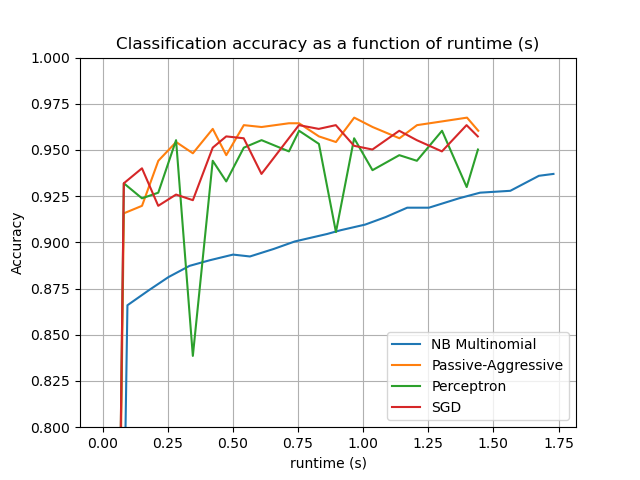 Classification accuracy as a function of runtime (s)
1.000
0.975
0.950
0.925
0.900
0.875
0.850
0.825
0.800
Accuracy
NB Multinomial
Passive-Aggressive
Perceptron
SGD
0.00 0.25 0.50 0.75 1.00 1.25 1.50 1.75
runtime (s)